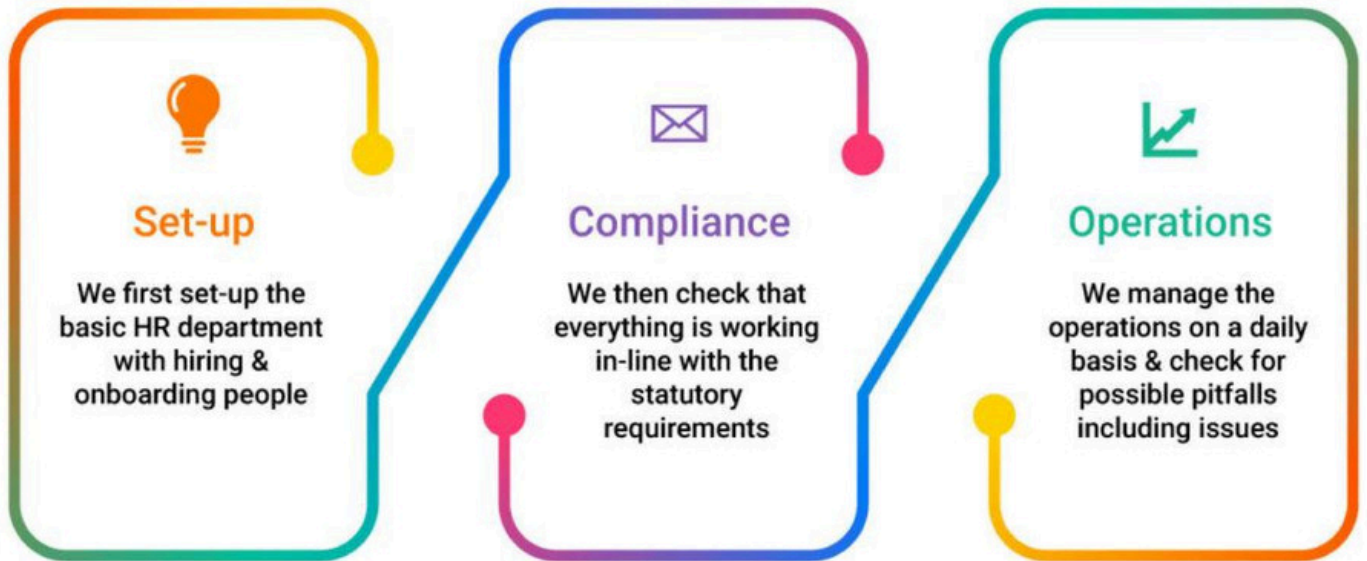 Set-up
We first set-up the
basic HR department
with hiring &
onboarding people
Compliance
We then check that
everything is working
in-line with the
statutory
requirements
Operations
We manage the
operations on a daily
basis & check for
possible pitfalls
including issues